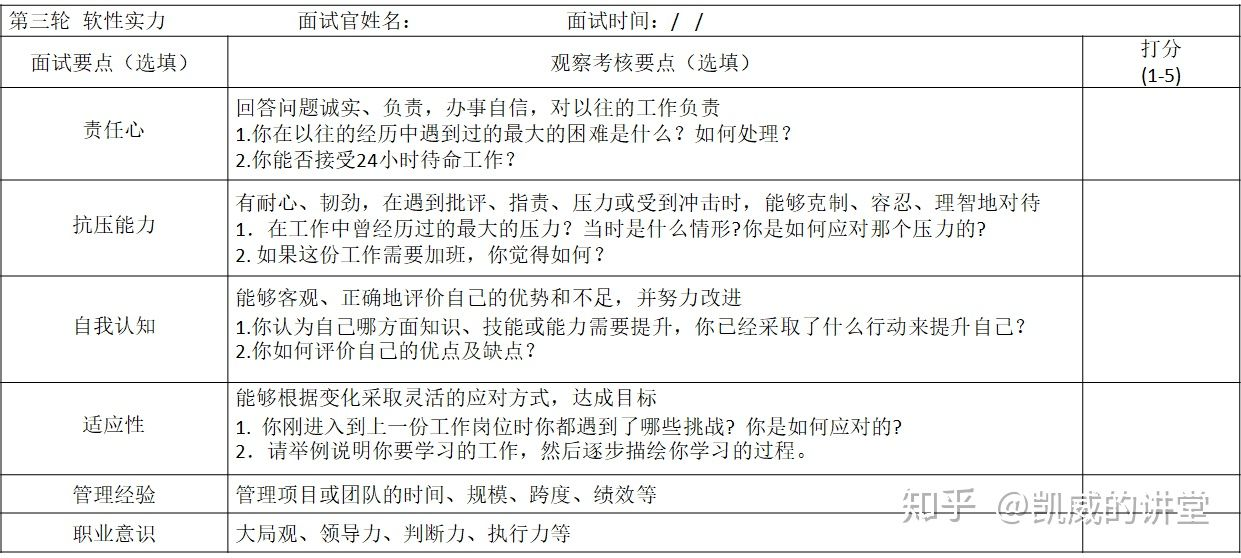 第三轮 软性实力 面试官姓名: 面试时间: / /
面试要点（选填） 观察考核要点（选填） 打分
(1-5)
责任心
回答问题诚实、负责，办事自信，对以往的工作负责
1.你在以往的经历中遇到过的最大的困难是什么？如何处理？
2.你能否接受24小时待命工作？
抗压能力
有耐心、韧劲，在遇到批评、指责、压力或受到冲击时，能够克制、容忍、理智地对待
1．在工作中曾经历过的最大的压力？当时是什么情形?你是如何应对那个压力的?
2. 如果这份工作需要加班，你觉得如何？
自我认知
能够客观、正确地评价自己的优势和不足，并努力改进
1.你认为自己哪方面知识、技能或能力需要提升，你已经采取了什么行动来提升自己？
2.你如何评价自己的优点及缺点？
适应性
能够根据变化采取灵活的应对方式，达成目标
1. 你刚进入到上一份工作岗位时你都遇到了哪些挑战? 你是如何应对的?
2．请举例说明你要学习的工作，然后逐步描绘你学习的过程。
管理经验 管理项目或团队的时间、规模、跨度、绩效等
职业意识 大局观、领导力、判断力、执行力等
知乎 @凯威的讲堂